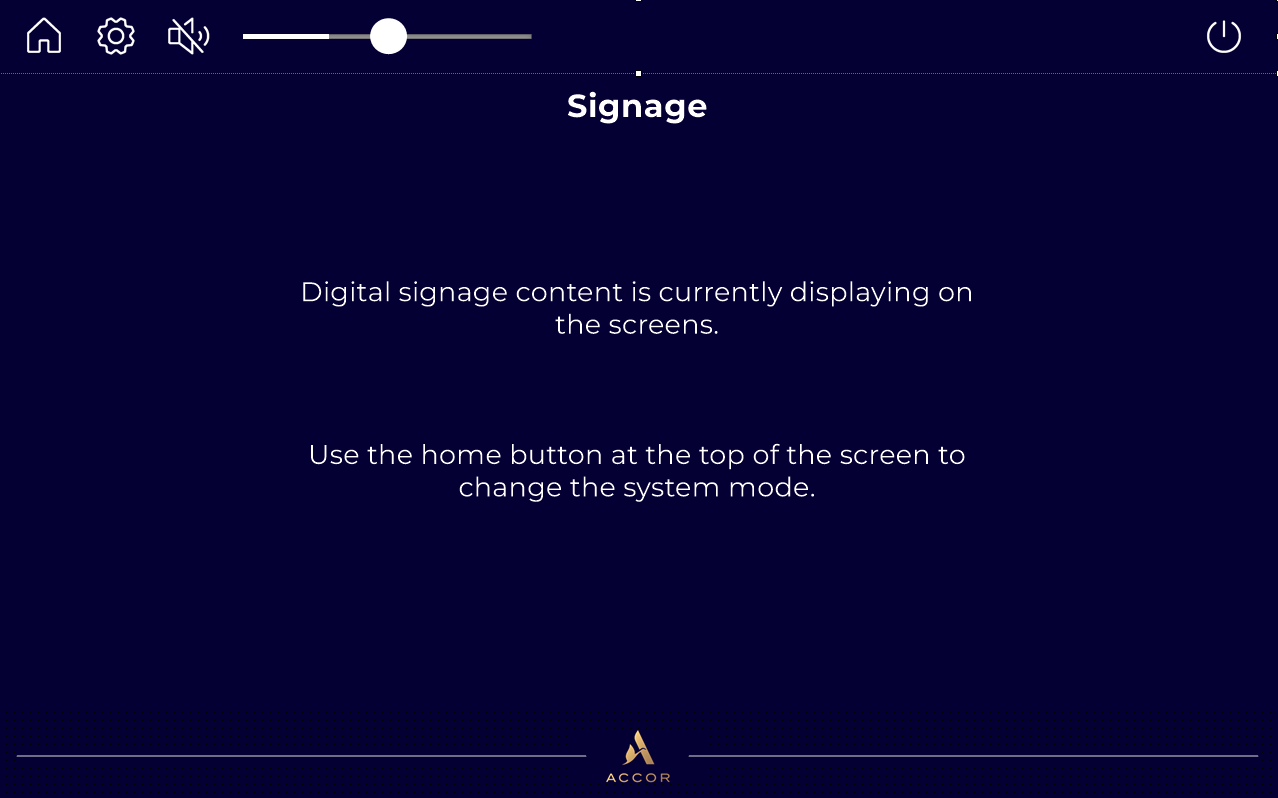 Signage
Digital signage content is currently displaying on
the screens.
Use the home button at the top of the screen to
change the system mode.
ACCOR